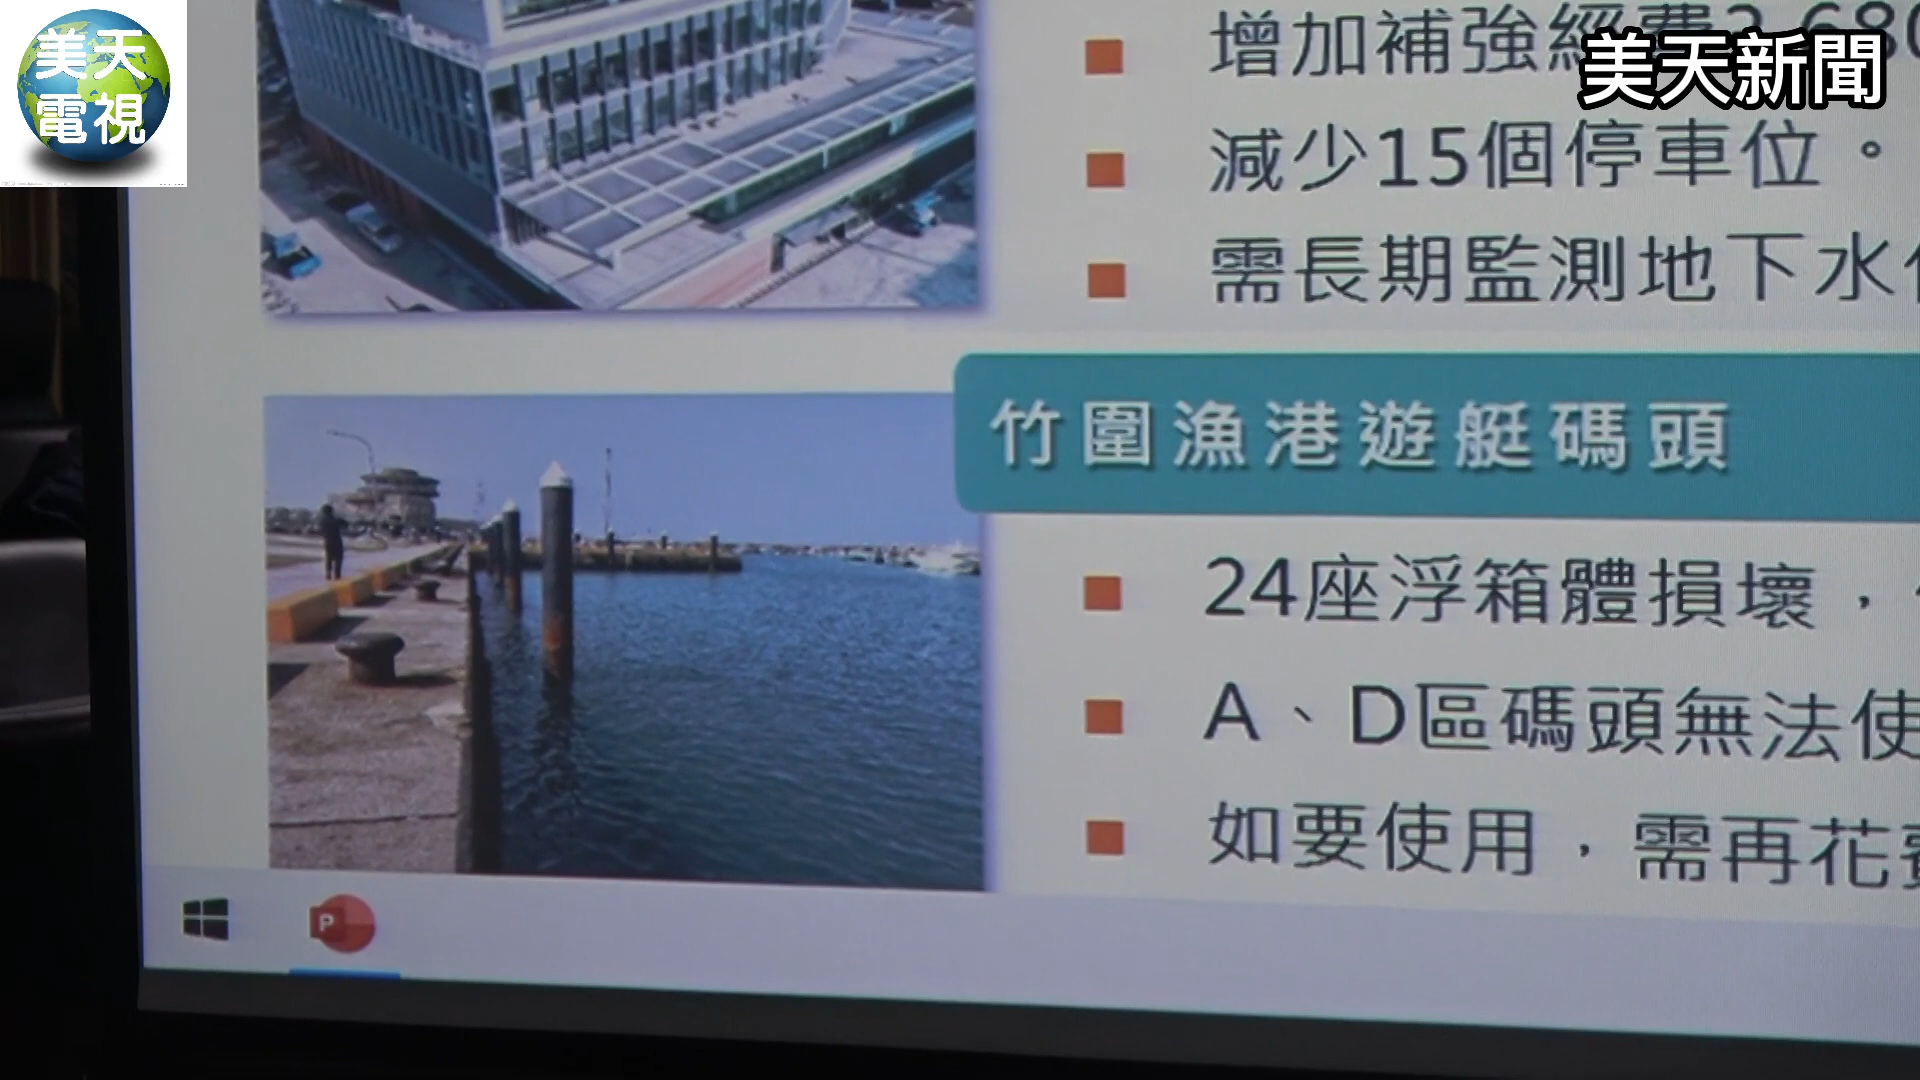 美天
電視
美天新聞
增加補強經費2,680
減少15個停車位。
需長期監測地下水
竹圍漁港遊艇碼頭
24座浮箱體損壞，
A、D區碼頭無法使
如要使用，需再花費
P